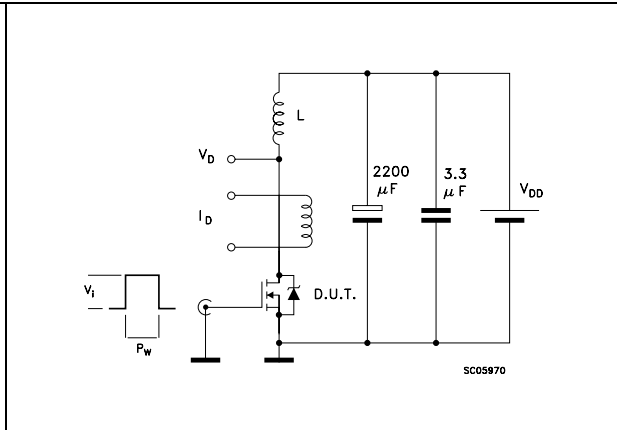 L
V_D
2200
μF
3.3
μF
V_DD
I_D
V_i
D.U.T.
P_W
SC05970